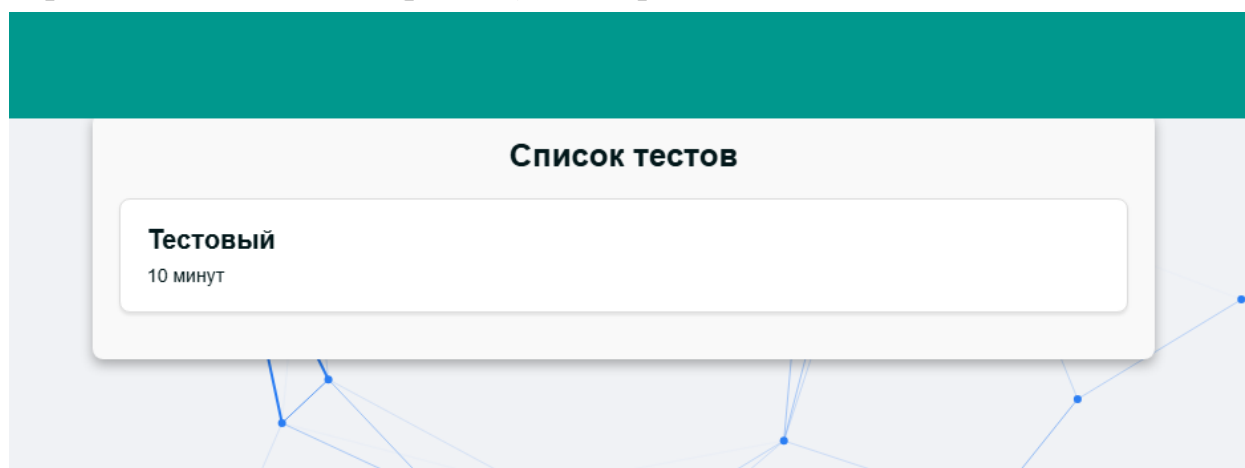 Список тестов
Тестовый
10 минут